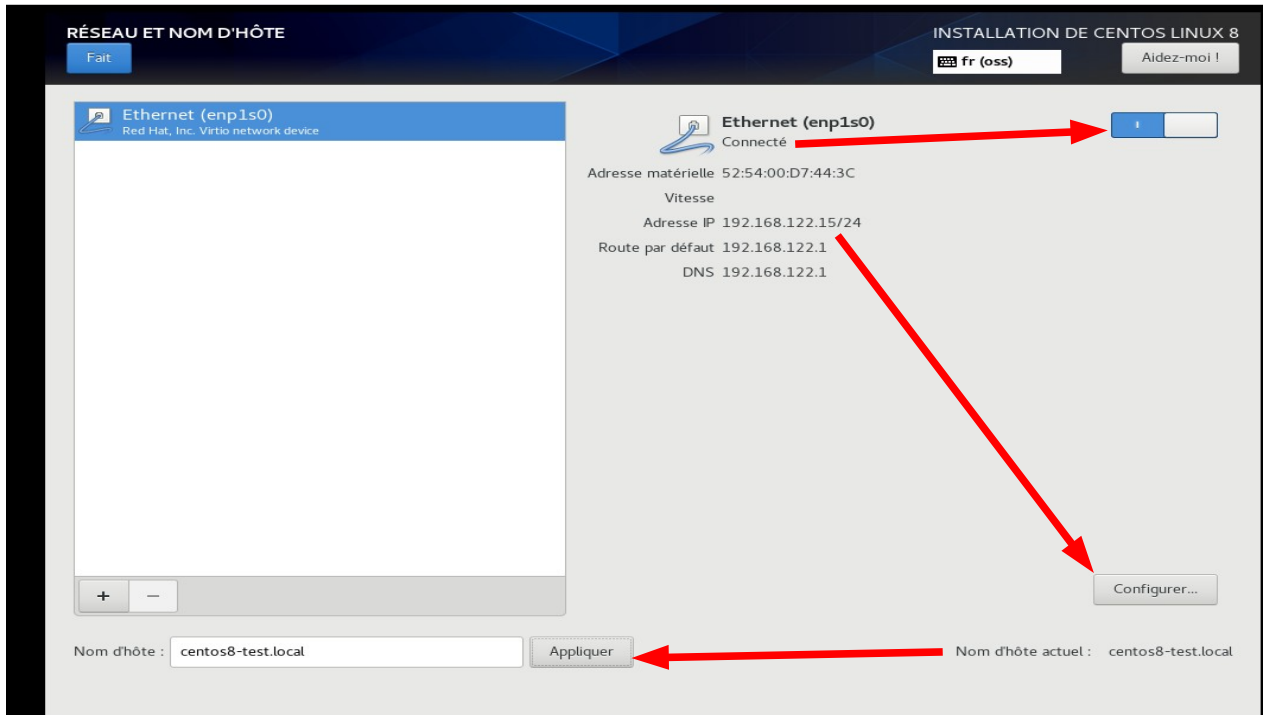 RÉSEAU ET NOM D'HÔTE
INSTALLATION DE CENTOS LINUX 8
Fait
fr (oss)
Aidez-moi !
Ethernet (enp1s0)
Red Hat, Inc. Virtio network device
Ethernet (enp1s0)
Connecté
Adresse matérielle 52:54:00:D7:44:3C
Vitesse
Adresse IP 192.168.122.15/24
Route par défaut 192.168.122.1
DNS 192.168.122.1
+ −
Configurer...
Nom d'hôte : centos8-test.local Appliquer Nom d'hôte actuel : centos8-test.local